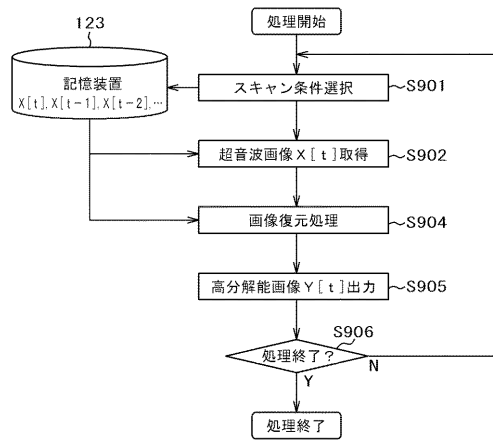 123
処理開始
記憶装置
X[t],X[t−1],X[t−2],…
スキャン条件選択
S901
超音波画像X[t]取得
S902
画像復元処理
S904
高分解能画像Y[t]出力
S905
S906
処理終了?
N
Y
処理終了